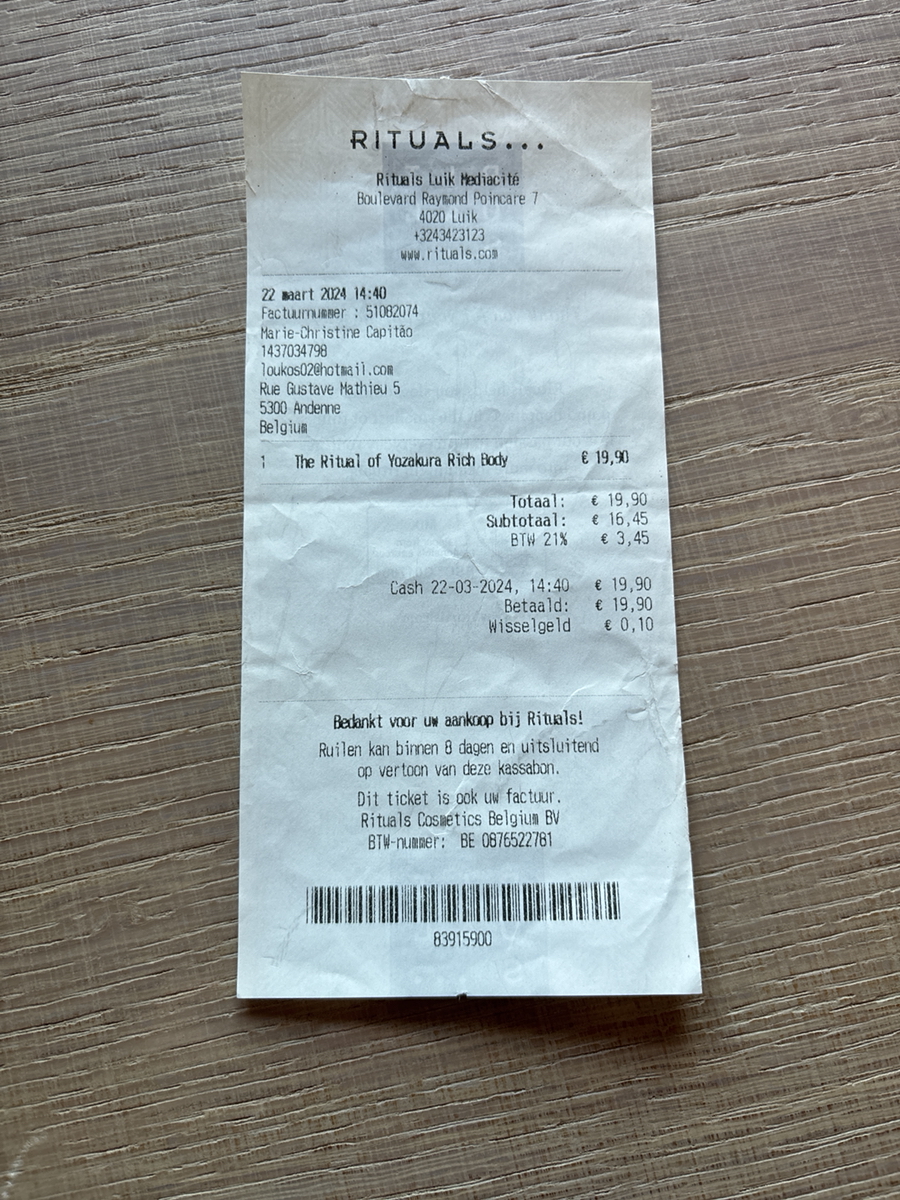 RITUALS...
Rituals Luik Mediacité
Boulevard Raymond Poincare 7
4020 Luik
+3243423123
www.rituals.com
22 maart 2024 14:40
Factuurnummer : 51082074
Marie-Christine Capitão
1437034798
loukos02@hotmail.com
Rue Gustave Mathieu 5
5300 Andenne
Belgium
1 The Ritual of Yozakura Rich Body € 19,90
Totaal: € 19,90
Subtotaal: € 16,45
BTW 21% € 3,45
Cash 22-03-2024, 14:40 € 19,90
Betaald: € 19,90
Wisselgeld € 0,10
Bedankt voor uw aankoop bij Rituals!
Ruilen kan binnen 8 dagen en uitsluitend
op vertoon van deze kassabon.
Dit ticket is ook uw factuur.
Rituals Cosmetics Belgium BV
BTW-nummer: BE 0876522781
83915900